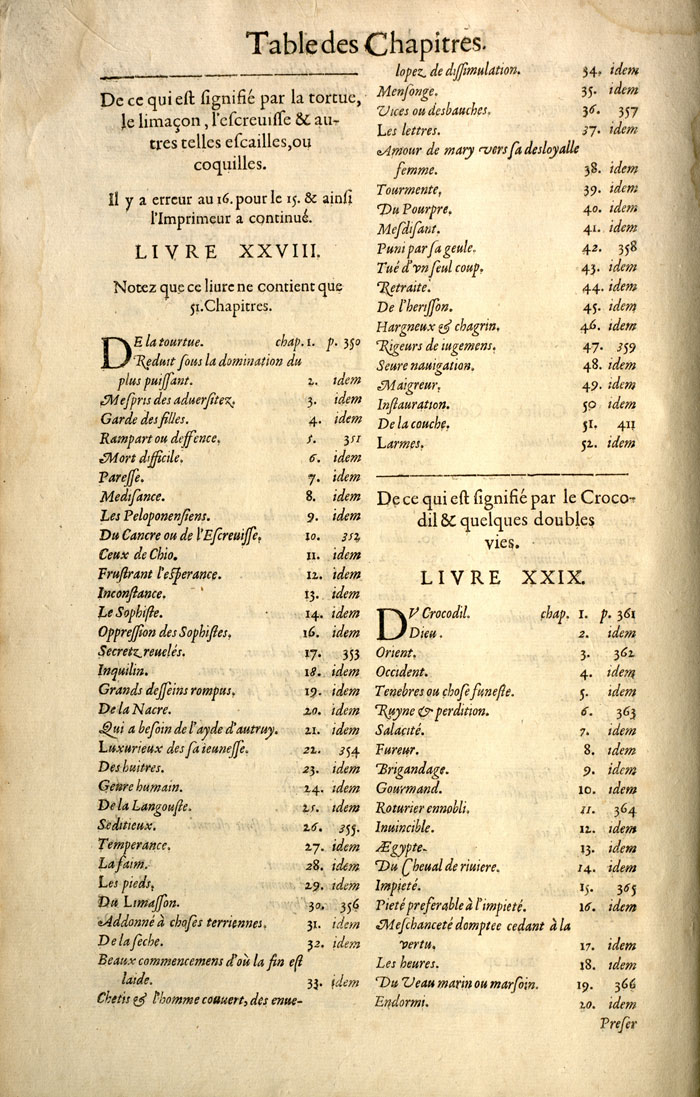 Table des Chapitres.
De ce qui est signifié par la tortue,
le limaçon, l'escreuisse & au-
tres telles escailles, ou
coquilles.
Il y a erreur au 16. pour le 15. & ainsi
l'Imprimeur a continué.
LIVRE XXVIII.
Notez que ce liure ne contient que
51. Chapitres.
DE la tourtue. chap. 1. p. 350
Reduit sous la domination du
plus puissant. 2. idem
Mespris des aduersitez. 3. idem
Garde des filles. 4. idem
Rampart ou deffence. 5. 351
Mort difficile. 6. idem
Paresse. 7. idem
Medisance. 8. idem
Les Peloponensiens. 9. idem
Du Cancre ou de l'Escreuisse. 10. 352
Ceux de Chio. 11. idem
Frustrant l'esperance. 12. idem
Inconstance. 13. idem
Le Sophiste. 14. idem
Oppression des Sophistes. 16. idem
Secretz reuelés. 17. 353
Inquilin. 18. idem
Grands desseins rompus. 19. idem
De la Nacre. 20. idem
Qui a besoin de l'ayde d'autruy. 21. idem
Luxurieux des sa ieunesse. 22. 354
Des huitres. 23. idem
Genre humain. 24. idem
De la Langouste. 25. idem
Seditieux. 26. 355.
Temperance. 27. idem
La faim. 28. idem
Les pieds. 29. idem
Du Limasson. 30. 356
Addonné à choses terriennes. 31. idem
De la seche. 32. idem
Beaux commencemens d'où la fin est
laide. 33. idem
Chetis & l'homme couuert, des enue-
lopez de dissimulation. 34. idem
Mensonge. 35. idem
Vices ou desbauches. 36. 357
Les lettres. 37. idem
Amour de mary vers sa desloyalle
femme. 38. idem
Tourmente. 39. idem
Du Pourpre. 40. idem
Mesdisant. 41. idem
Puni par sa geule. 42. 358
Tué d'vn seul coup. 43. idem
Retraite. 44. idem
De l'herisson. 45. idem
Hargneux & chagrin. 46. idem
Rigeurs de iugemens. 47. 359
Seure nauigation. 48. idem
Maigreur. 49. idem
Instauration. 50 idem
De la couche. 51. 411
Larmes. 52. idem
De ce qui est signifié par le Croco-
dil & quelques doubles
vies.
LIVRE XXIX.
DV Crocodil. chap. 1. p. 361
Dieu. 2. idem
Orient. 3. 362
Occident. 4. idem
Tenebres ou chose funeste. 5. idem
Ruyne & perdition. 6. 363
Salacité. 7. idem
Fureur. 8. idem
Brigandage. 9. idem
Gourmand. 10. idem
Roturier ennobli. 11. 364
Inuincible. 12. idem
Ægypte. 13. idem
Du Cheual de riuiere. 14. idem
Impieté. 15. 365
Pieté preferable à l'impieté. 16. idem
Meschanceté domptee cedant à la
vertu. 17. idem
Les heures. 18. idem
Du Veau marin ou marsoin. 19. 366
Endormi. 20. idem
Preser